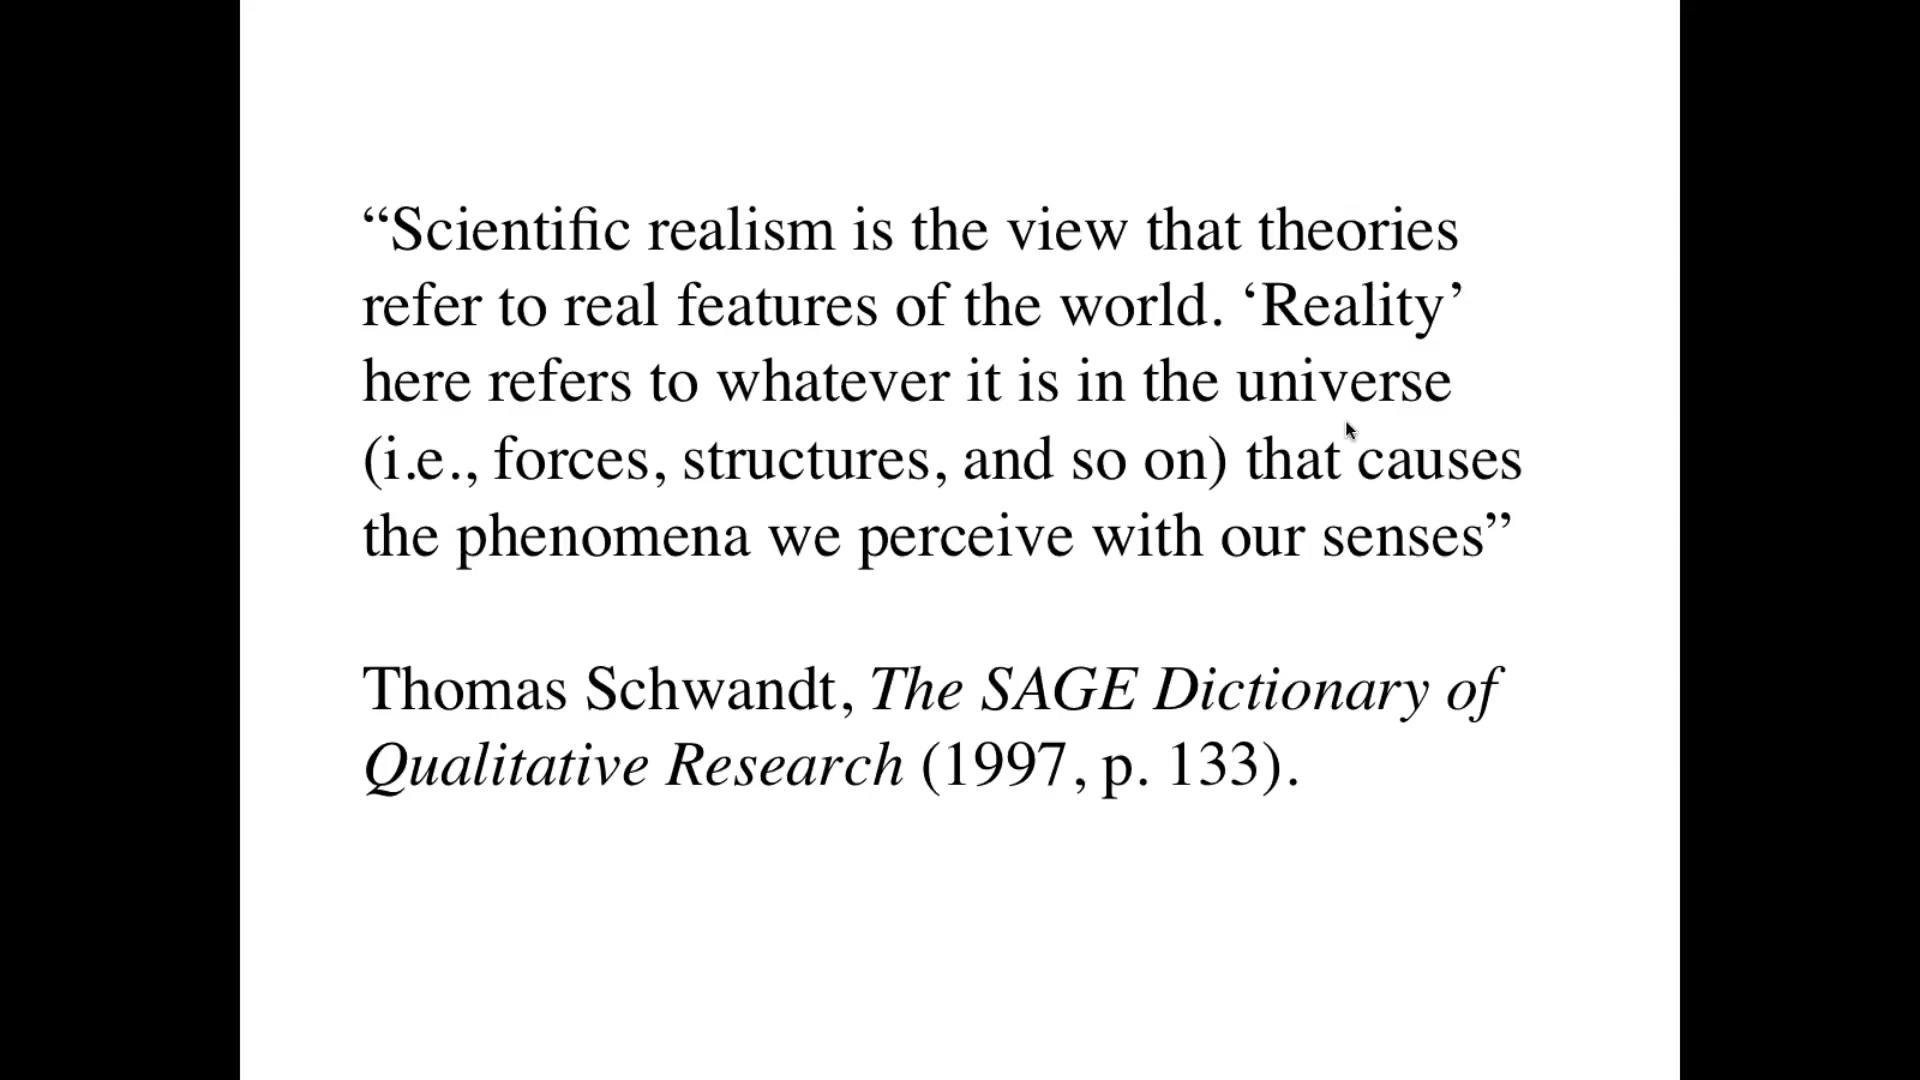 “Scientific realism is the view that theories
refer to real features of the world. ‘Reality’
here refers to whatever it is in the universe
(i.e., forces, structures, and so on) that causes
the phenomena we perceive with our senses”
Thomas Schwandt, The SAGE Dictionary of
Qualitative Research (1997, p. 133).